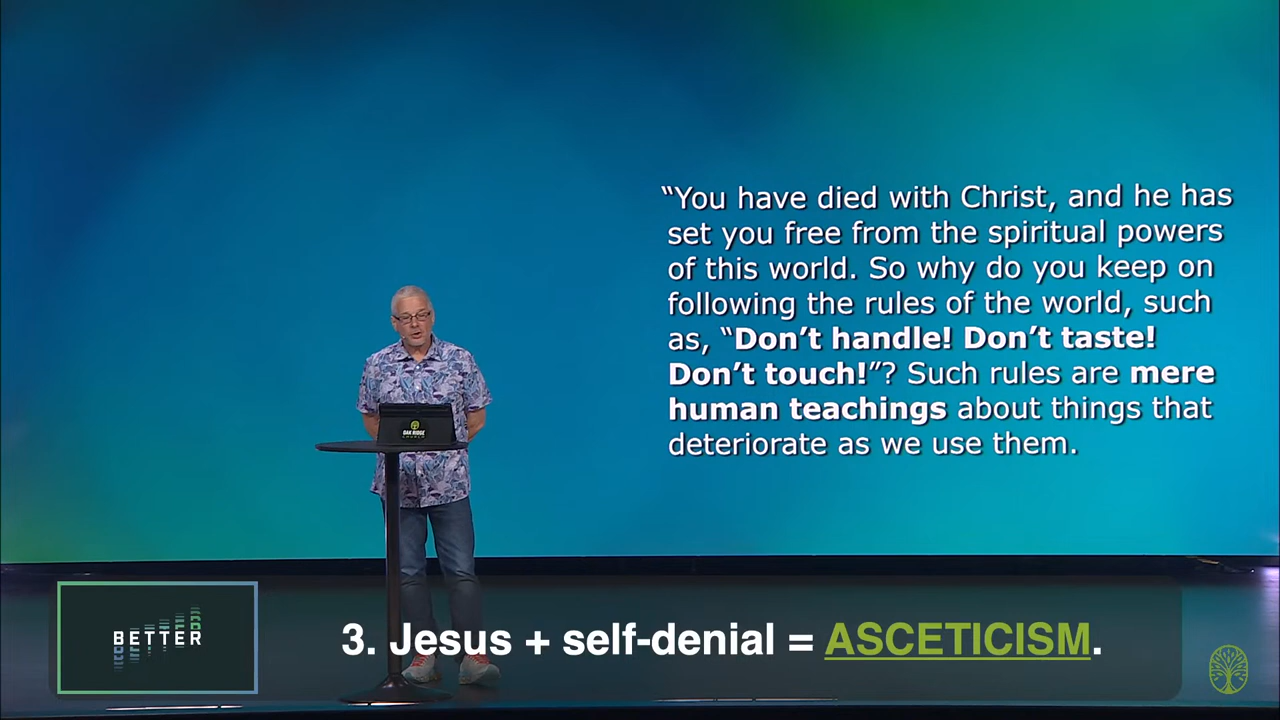 “You have died with Christ, and he has
set you free from the spiritual powers
of this world. So why do you keep on
following the rules of the world, such
as, “Don’t handle! Don’t taste!
Don’t touch!”? Such rules are mere
human teachings about things that
deteriorate as we use them.
OAK RIDGE
CHURCH
BETTER
3. Jesus + self-denial = ASCETICISM.